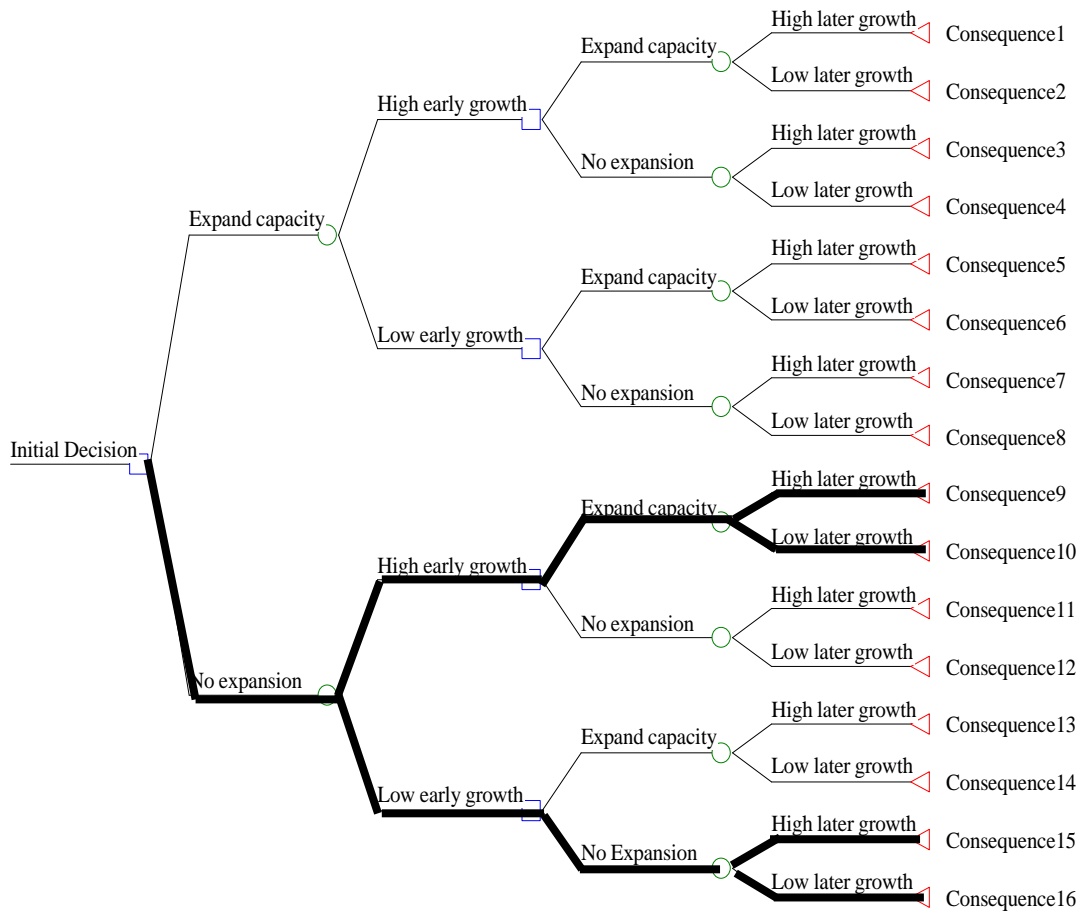 High later growth
Consequence1
Expand capacity
Low later growth
Consequence2
High early growth
High later growth
Consequence3
No expansion
Low later growth
Consequence4
Expand capacity
High later growth
Consequence5
Expand capacity
Low later growth
Consequence6
Low early growth
High later growth
Consequence7
No expansion
Low later growth
Consequence8
Initial Decision
High later growth
Consequence9
Expand capacity
Low later growth
Consequence10
High early growth
High later growth
Consequence11
No expansion
Low later growth
Consequence12
No expansion
High later growth
Consequence13
Expand capacity
Low later growth
Consequence14
Low early growth
High later growth
Consequence15
No Expansion
Low later growth
Consequence16